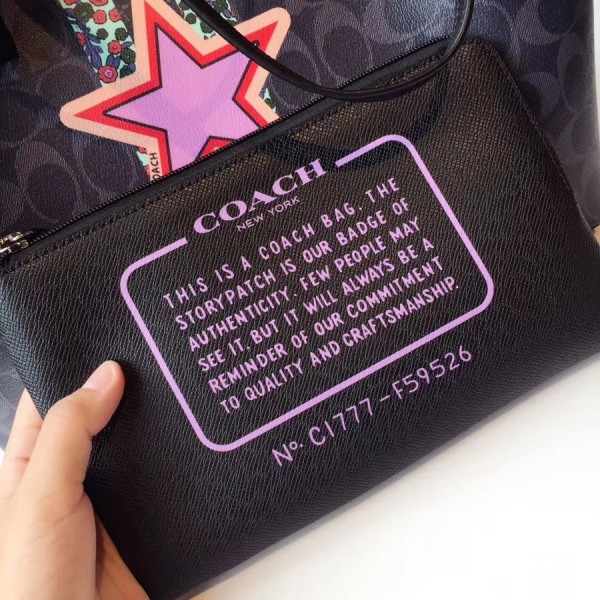 COACH
COACH
NEW YORK
THIS IS A COACH BAG. THE
STORYPATCH IS OUR BADGE OF
AUTHENTICITY. FEW PEOPLE MAY
SEE IT. BUT IT WILL ALWAYS BE A
REMINDER OF OUR COMMITMENT
TO QUALITY AND CRAFTSMANSHIP.
Nº. C1777-F59526